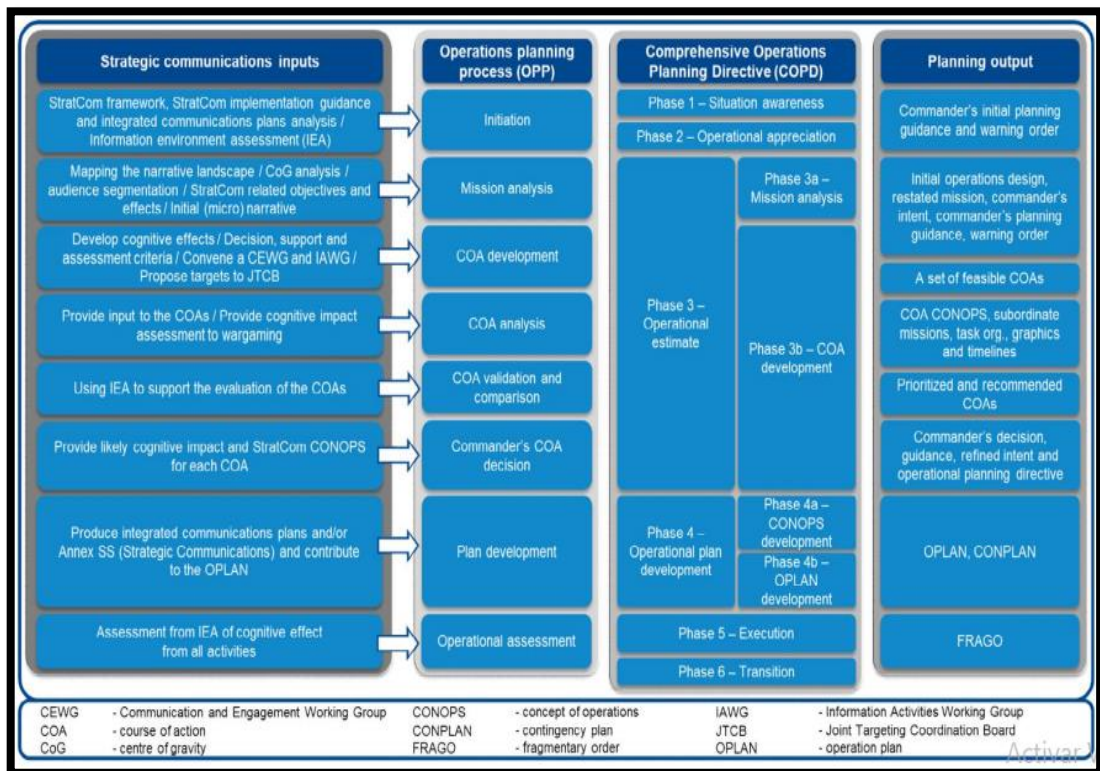 Strategic communications inputs
StratCom framework, StratCom implementation guidance
and integrated communications plans analysis /
Information environment assessment (IEA)
Mapping the narrative landscape / CoG analysis /
audience segmentation / StratCom related objectives and
effects / Initial (micro) narrative
Develop cognitive effects / Decision, support and
assessment criteria / Convene a CEWG and IAWG /
Propose targets to JTCB
Provide input to the COAs / Provide cognitive impact
assessment to wargaming
Using IEA to support the evaluation of the COAs
Provide likely cognitive impact and StratCom CONOPS
for each COA
Produce integrated communications plans and/or
Annex SS (Strategic Communications) and contribute
to the OPLAN
Assessment from IEA of cognitive effect
from all activities
Operations planning
process (OPP)
Initiation
Mission analysis
COA development
COA analysis
COA validation and
comparison
Commander's COA
decision
Plan development
Operational assessment
Comprehensive Operations
Planning Directive (COPD)
Phase 1 – Situation awareness
Phase 2 – Operational appreciation
Phase 3 –
Operational
estimate
Phase 3a –
Mission analysis
Phase 3b – COA
development
Phase 4 –
Operational plan
development
Phase 4a –
CONOPS
development
Phase 4b –
OPLAN
development
Phase 5 – Execution
Phase 6 – Transition
Planning output
Commander's initial planning
guidance and warning order
Initial operations design,
restated mission, commander's
intent, commander's planning
guidance, warning order
A set of feasible COAs
COA CONOPS, subordinate
missions, task org., graphics
and timelines
Prioritized and recommended
COAs
Commander's decision,
guidance, refined intent and
operational planning directive
OPLAN, CONPLAN
FRAGO
CEWG - Communication and Engagement Working Group
COA - course of action
CoG - centre of gravity
CONOPS - concept of operations
CONPLAN - contingency plan
FRAGO - fragmentary order
IAWG - Information Activities Working Group
JTCB - Joint Targeting Coordination Board
OPLAN - operation plan
Activar